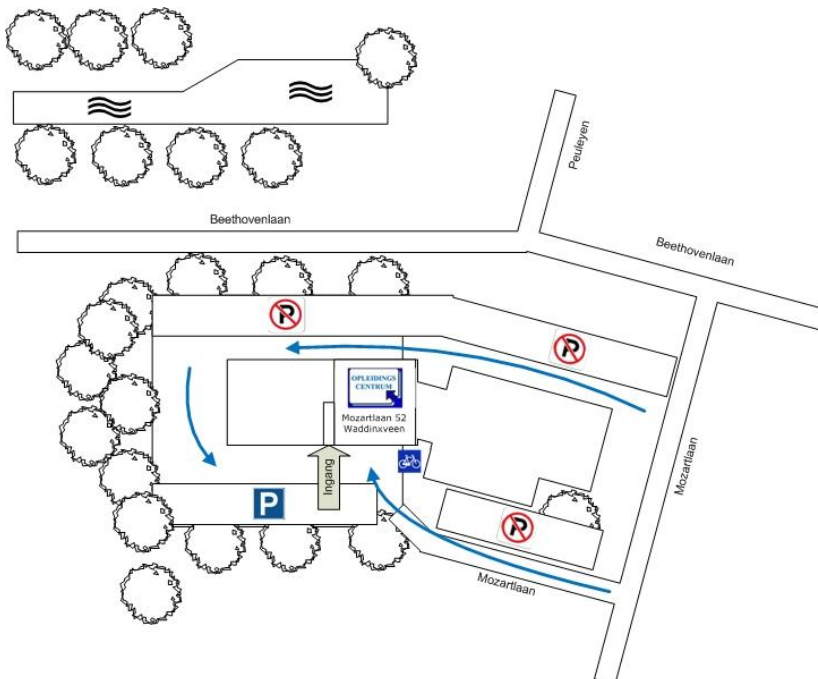 Peuleyen
Beethovenlaan
Beethovenlaan
P
P
OPLEIDINGS
CENTRUM
Mozartlaan 52
Waddinxveen
Mozartlaan
Ingang
P
P
Mozartlaan